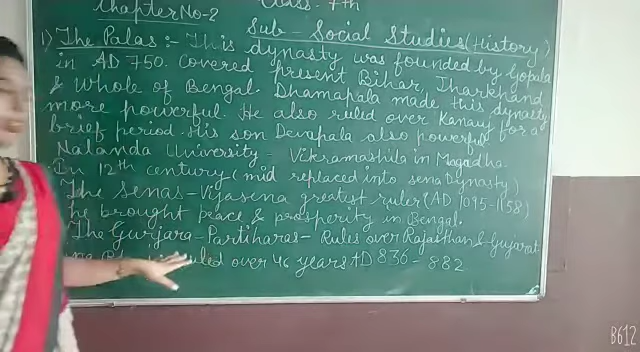 Chapter No-2 Class - 7th
Sub - Social Studies (History)
1) The Palas :- This dynasty was founded by Gopala
in AD 750. Covered present Bihar, Jharkhand
& Whole of Bengal. Dhamapala made this dynasty
more powerful. He also ruled over Kanauj for a
brief period. His son Devapala also powerful
Nalanda University = Vikramashila in Magadha.
In 12th century (mid replaced into sena Dynasty)
The Senas - Vijasena greatest ruler (AD 1095-1158)
he brought peace & prosperity in Bengal.
The Gurjara - Partiharas - Rules over Rajasthan & Gujarat
ruled over 46 years AD 836 - 882
B612